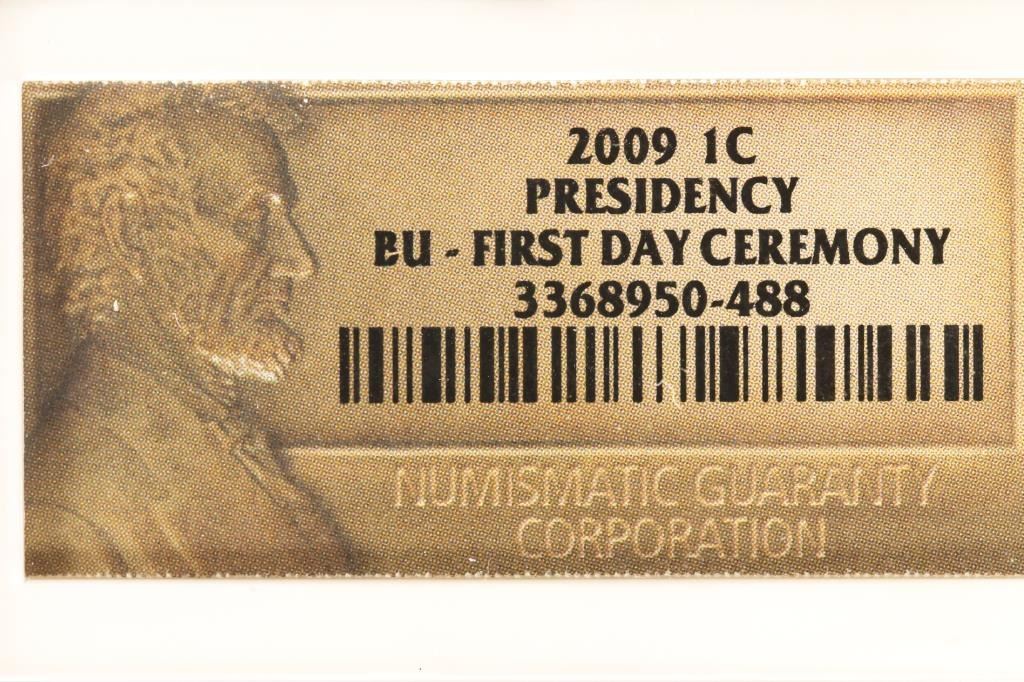 2009 1C
PRESIDENCY
BU - FIRST DAY CEREMONY
3368950-488
NUMISMATIC GUARANTY
CORPORATION